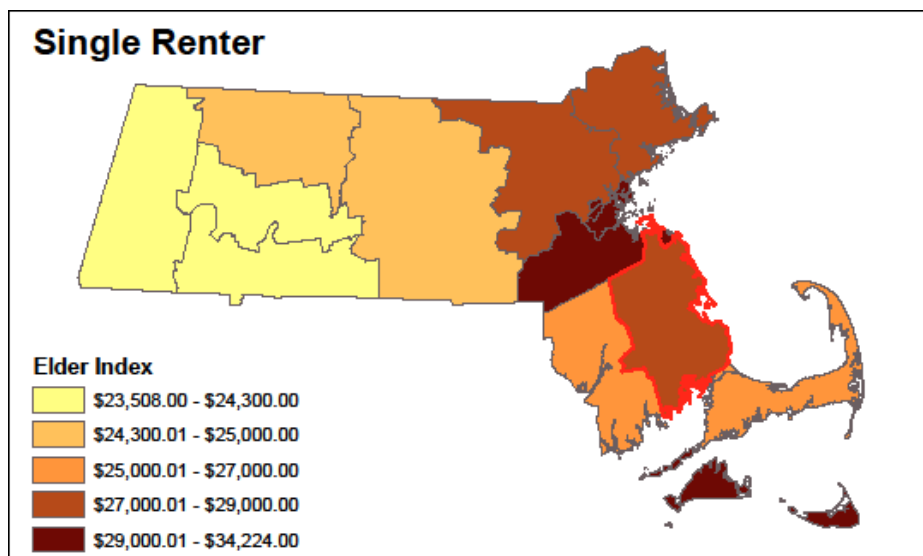 Single Renter
Elder Index
$23,508.00 - $24,300.00
$24,300.01 - $25,000.00
$25,000.01 - $27,000.00
$27,000.01 - $29,000.00
$29,000.01 - $34,224.00